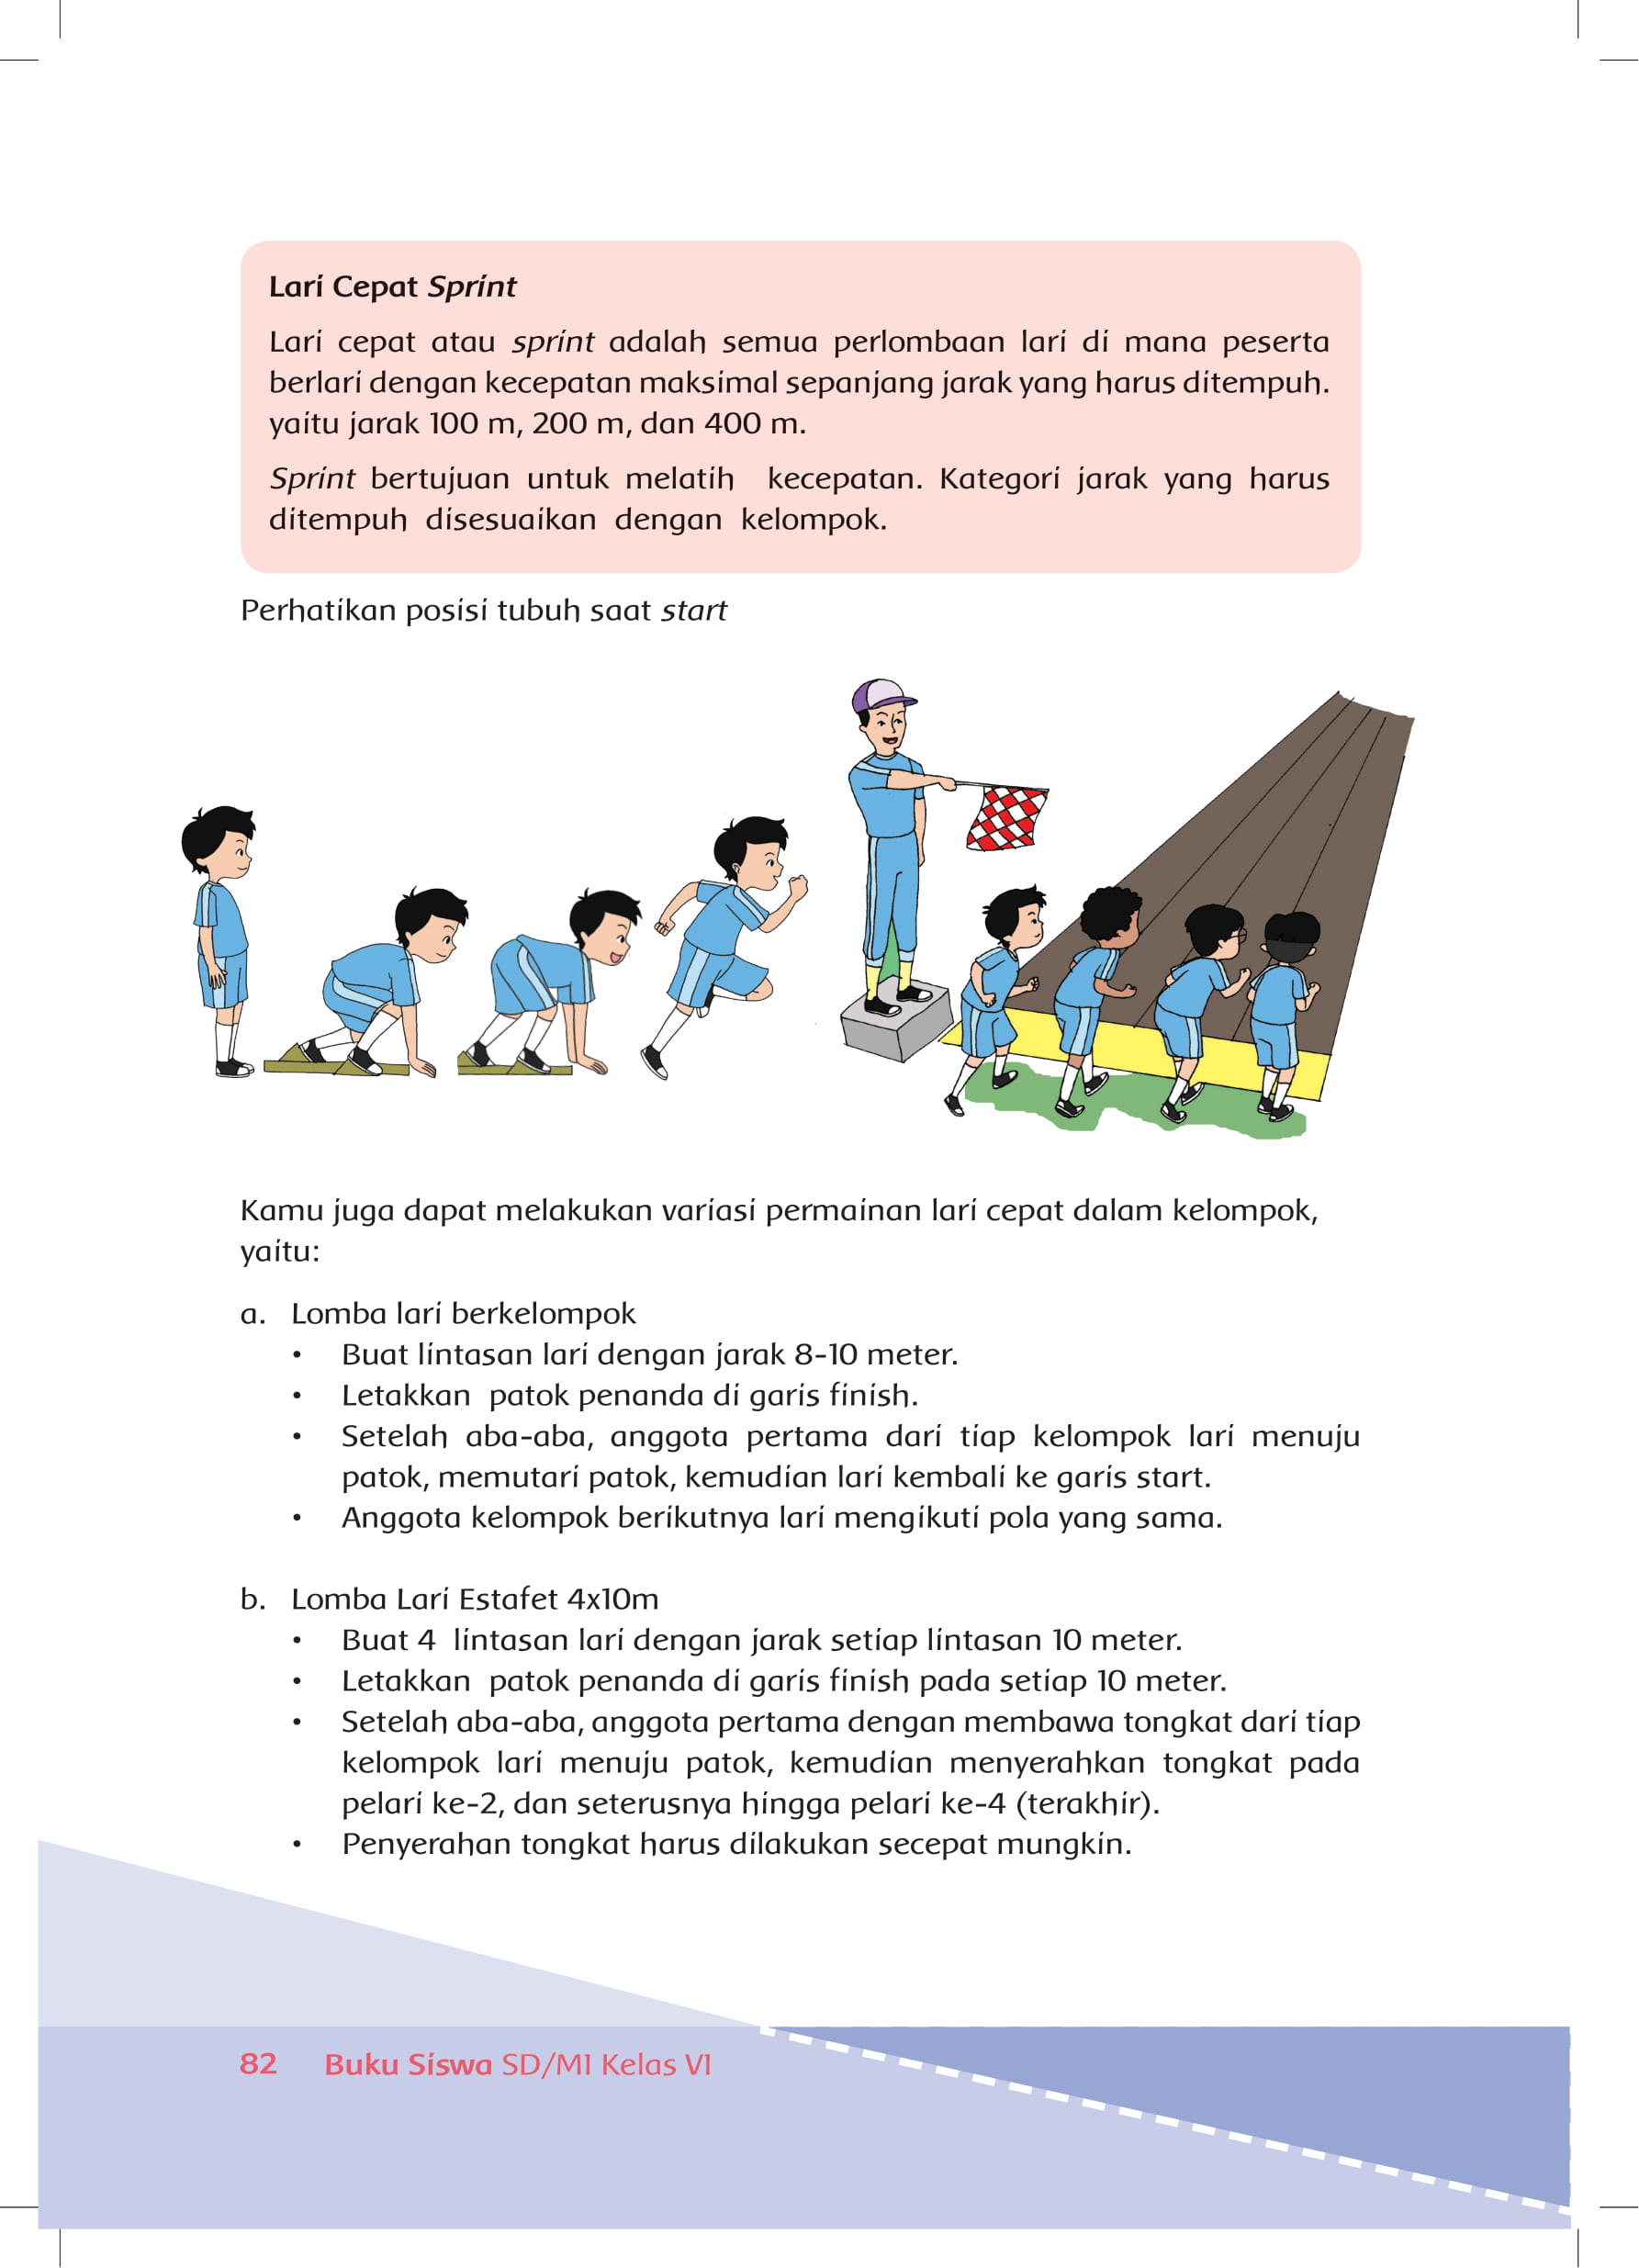 Lari Cepat Sprint
Lari cepat atau sprint adalah semua perlombaan lari di mana peserta
berlari dengan kecepatan maksimal sepanjang jarak yang harus ditempuh.
yaitu jarak 100 m, 200 m, dan 400 m.
Sprint bertujuan untuk melatih kecepatan. Kategori jarak yang harus
ditempuh disesuaikan dengan kelompok.
Perhatikan posisi tubuh saat start
Kamu juga dapat melakukan variasi permainan lari cepat dalam kelompok,
yaitu:
a. Lomba lari berkelompok
• Buat lintasan lari dengan jarak 8-10 meter.
• Letakkan patok penanda di garis finish.
• Setelah aba-aba, anggota pertama dari tiap kelompok lari menuju
patok, memutari patok, kemudian lari kembali ke garis start.
• Anggota kelompok berikutnya lari mengikuti pola yang sama.
b. Lomba Lari Estafet 4x10m
• Buat 4 lintasan lari dengan jarak setiap lintasan 10 meter.
• Letakkan patok penanda di garis finish pada setiap 10 meter.
• Setelah aba-aba, anggota pertama dengan membawa tongkat dari tiap
kelompok lari menuju patok, kemudian menyerahkan tongkat pada
pelari ke-2, dan seterusnya hingga pelari ke-4 (terakhir).
• Penyerahan tongkat harus dilakukan secepat mungkin.
82 Buku Siswa SD/MI Kelas VI